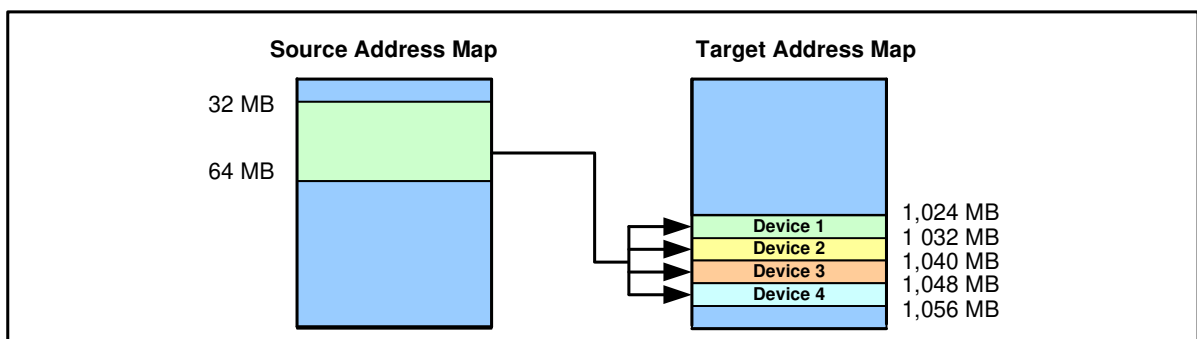 Source Address Map
Target Address Map
32 MB
64 MB
1,024 MB
Device 1
1 032 MB
Device 2
1,040 MB
Device 3
1,048 MB
Device 4
1,056 MB